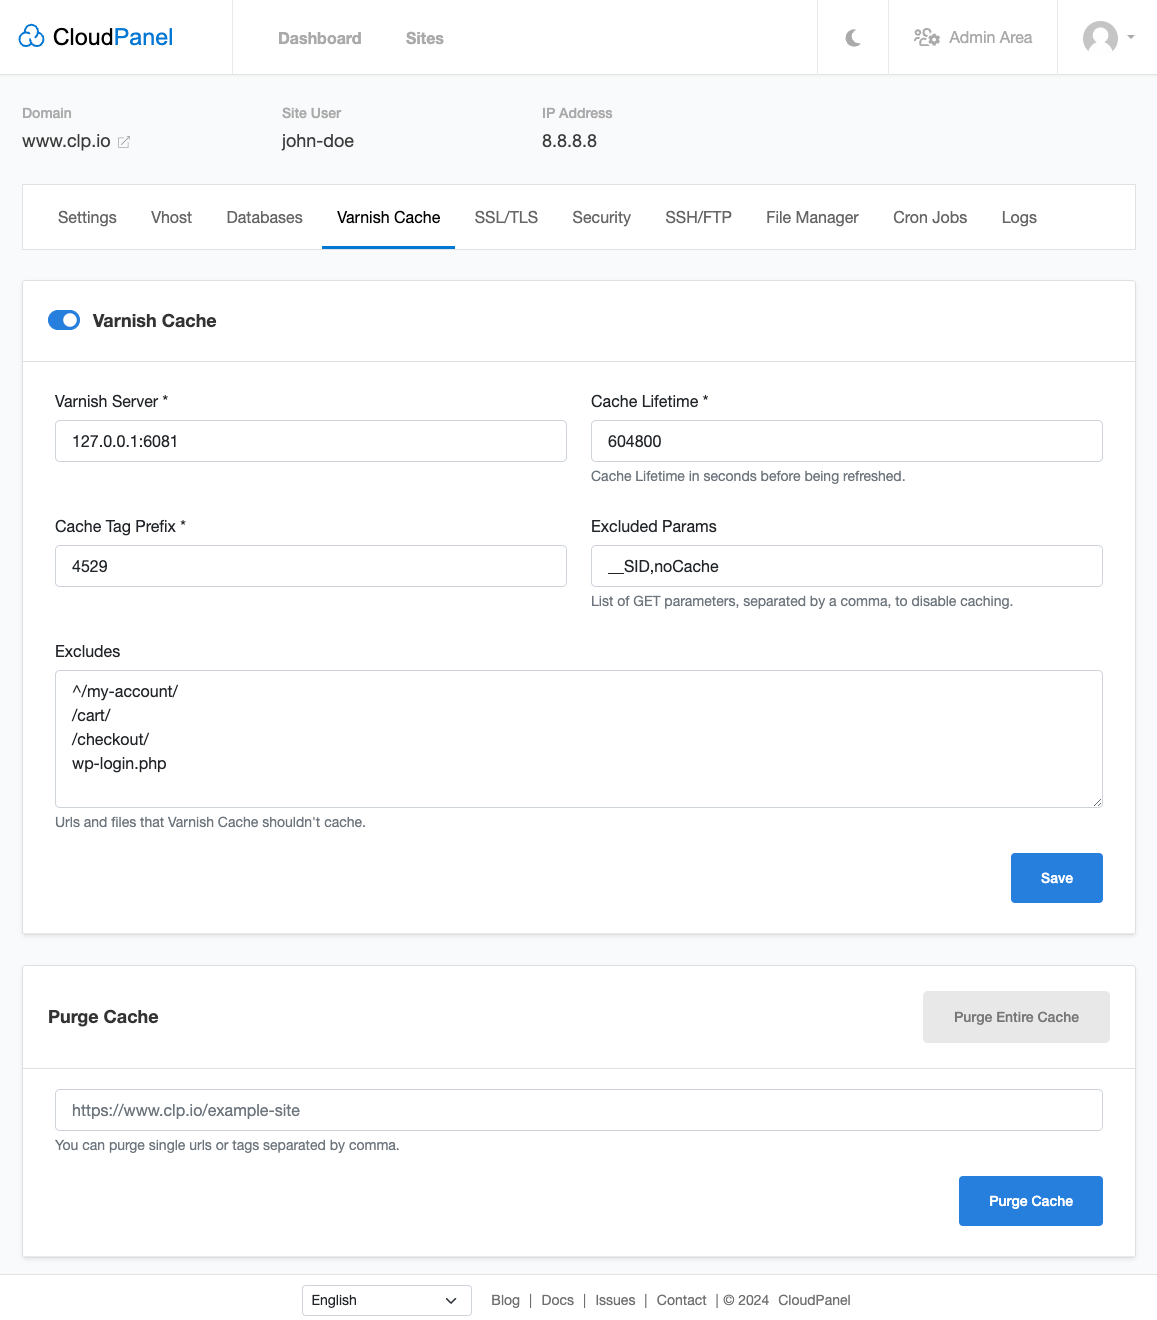 CloudPanel
Dashboard
Sites
Admin Area
Domain
Site User
IP Address
www.clp.io
john-doe
8.8.8.8
Settings
Vhost
Databases
Varnish Cache
SSL/TLS
Security
SSH/FTP
File Manager
Cron Jobs
Logs
Varnish Cache
Varnish Server *
127.0.0.1:6081
Cache Lifetime *
604800
Cache Lifetime in seconds before being refreshed.
Cache Tag Prefix *
4529
Excluded Params
__SID,noCache
List of GET parameters, separated by a comma, to disable caching.
Excludes
^/my-account/
/cart/
/checkout/
wp-login.php
Urls and files that Varnish Cache shouldn't cache.
Save
Purge Cache
Purge Entire Cache
https://www.clp.io/example-site
You can purge single urls or tags separated by comma.
Purge Cache
English
Blog | Docs | Issues | Contact | © 2024 CloudPanel